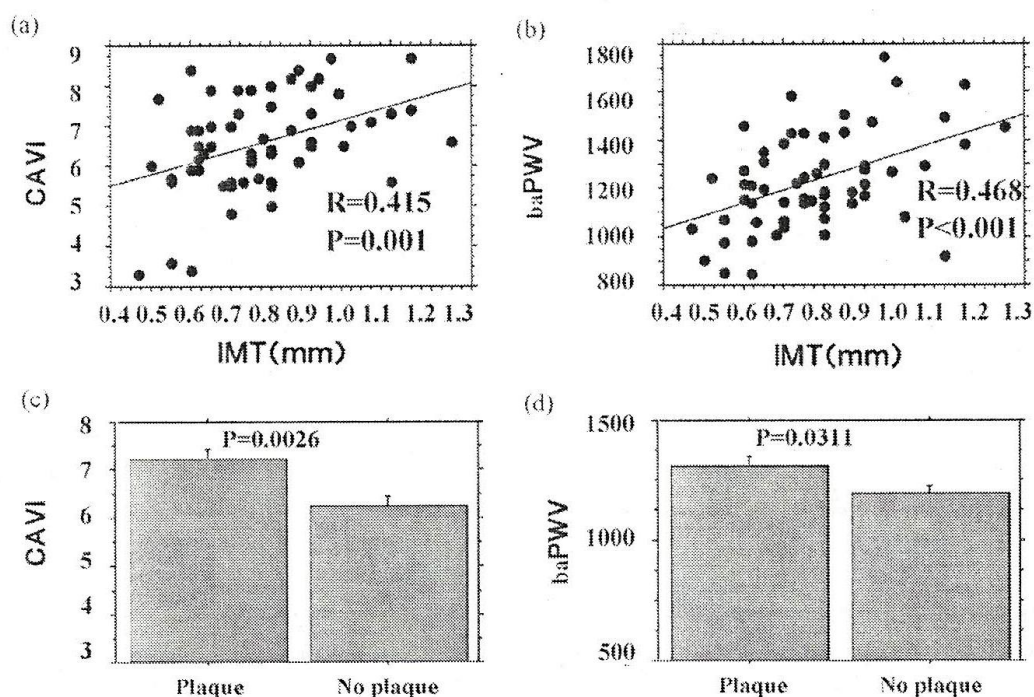 (a)
CAVI
9
8
7
6
5
4
3
R=0.415
P=0.001
0.4 0.5 0.6 0.7 0.8 0.9 1.0 1.1 1.2 1.3
IMT(mm)
(b)
baPWV
1800
1600
1400
1200
1000
800
R=0.468
P<0.001
0.4 0.5 0.6 0.7 0.8 0.9 1.0 1.1 1.2 1.3
IMT(mm)
(c)
CAVI
8
7
6
5
4
3
P=0.0026
Plaque No plaque
(d)
baPWV
1500
1000
500
P=0.0311
Plaque No plaque